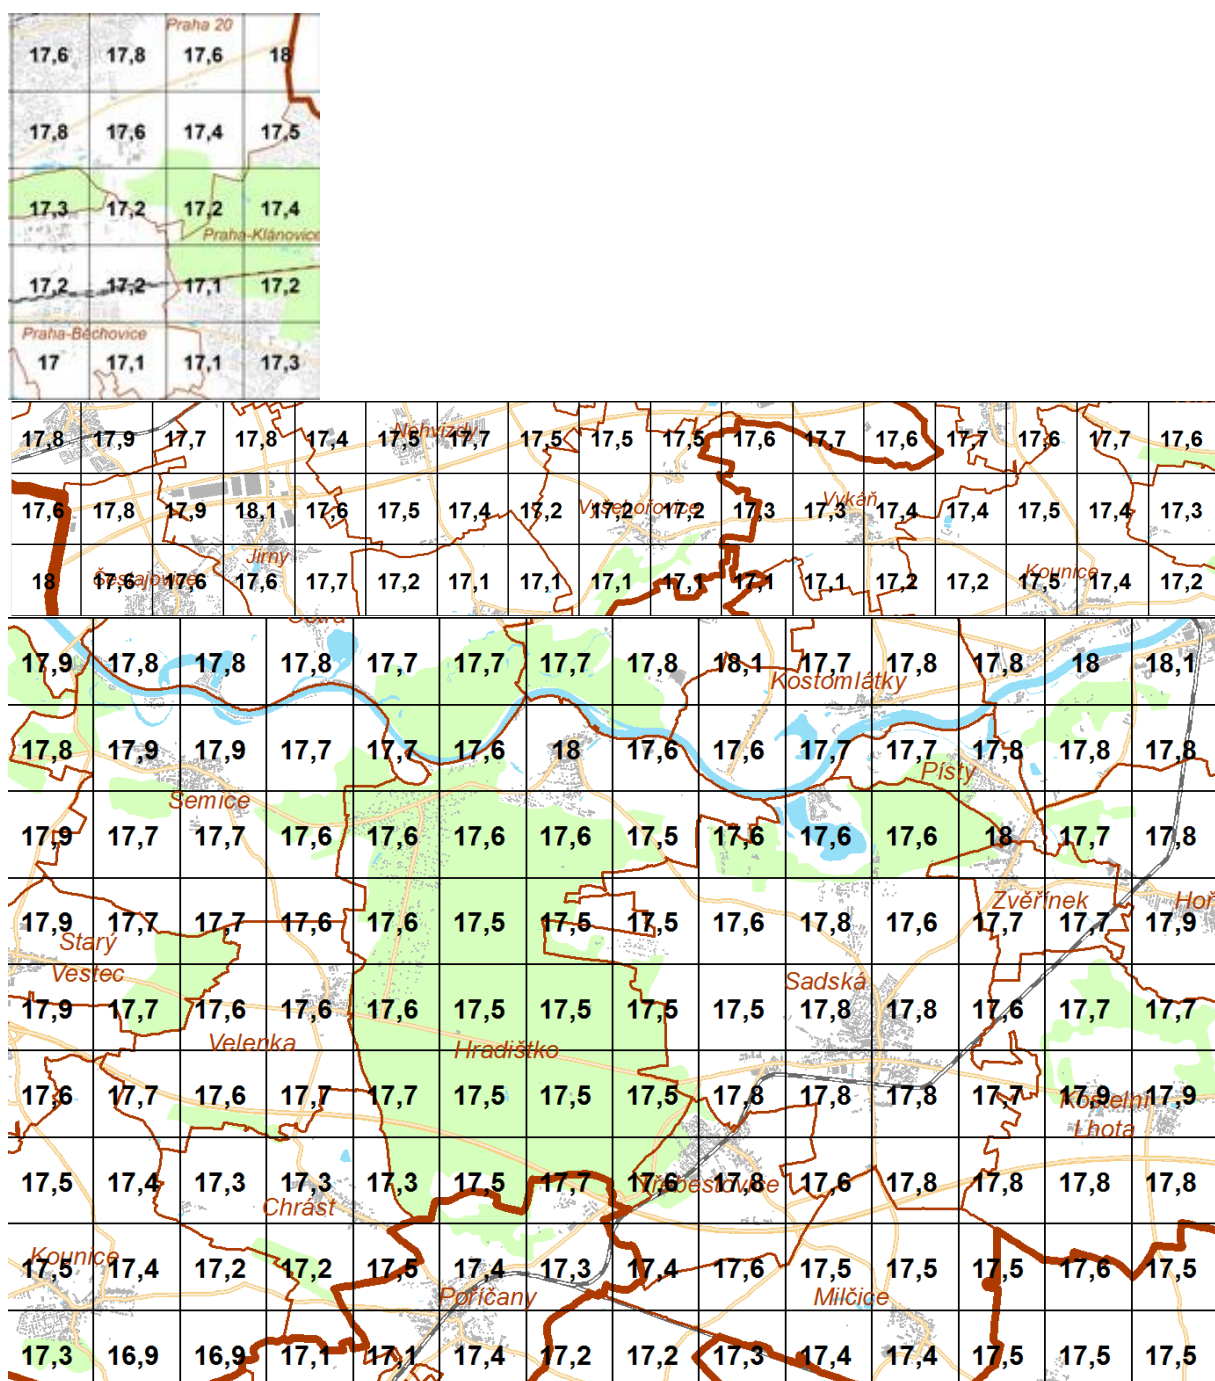 Praha 20
17,6 17,8 17,6 18
17,8 17,6 17,4 17,5
17,3 17,2 17,2 17,4
Praha-Klánovice
17,2 17,2 17,1 17,2
Praha-Běchovice
17 17,1 17,1 17,3
Nehvizdy
17,8 17,9 17,7 17,8 17,4 17,5 17,7 17,5 17,5 17,5 17,6 17,7 17,6 17,7 17,6 17,7 17,6
Vyšehořovice Vykáň
17,6 17,8 17,9 18,1 17,6 17,5 17,4 17,2 17,2 17,2 17,3 17,3 17,4 17,4 17,5 17,4 17,3
Jirny
Šestajovice Kounice
18 17,6 17,6 17,6 17,7 17,2 17,1 17,1 17,1 17,1 17,1 17,1 17,2 17,2 17,5 17,4 17,2
17,9 17,8 17,8 17,8 17,7 17,7 17,7 17,8 18,1 17,7 17,8 17,8 18 18,1
Kostomlátky
17,8 17,9 17,9 17,7 17,7 17,6 18 17,6 17,6 17,7 17,7 17,8 17,8 17,8
Písty
Semice
17,9 17,7 17,7 17,6 17,6 17,6 17,6 17,5 17,6 17,6 17,6 18 17,7 17,8
Zvěřínek Hoř
17,9 17,7 17,7 17,6 17,6 17,5 17,5 17,5 17,6 17,8 17,6 17,7 17,7 17,9
Starý
Vestec
Sadská
17,9 17,7 17,6 17,6 17,6 17,5 17,5 17,5 17,5 17,8 17,8 17,6 17,7 17,7
Velenka Hradištko
17,6 17,7 17,6 17,7 17,7 17,5 17,5 17,5 17,8 17,8 17,8 17,7 17,9 17,9
Kostelní
Lhota
17,5 17,4 17,3 17,3 17,3 17,5 17,7 17,6 17,8 17,6 17,8 17,8 17,8 17,8
Třebestovice
Chrást
Kounice
17,5 17,4 17,2 17,2 17,5 17,4 17,3 17,4 17,6 17,5 17,5 17,5 17,6 17,5
Poříčany Milčice
17,3 16,9 16,9 17,1 17,1 17,4 17,2 17,2 17,3 17,4 17,4 17,5 17,5 17,5